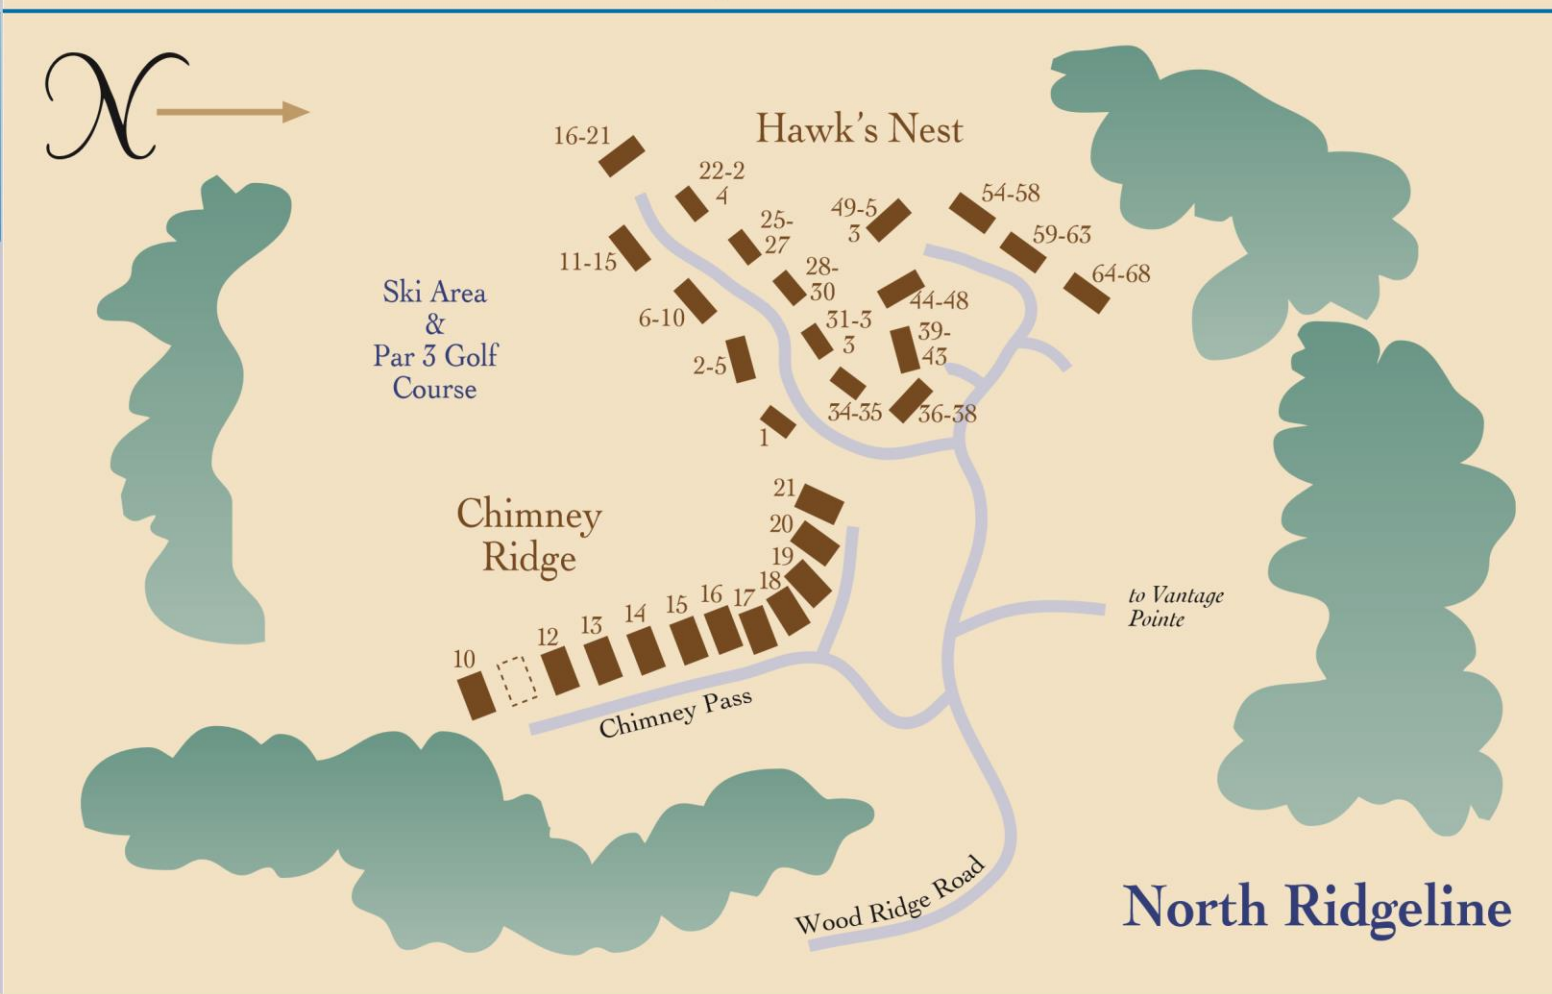 N
Hawk's Nest
16-21
22-2
4
25-
27
28-
30
31-3
3
34-35
11-15
6-10
2-5
1
49-5
3
44-48
39-
43
36-38
54-58
59-63
64-68
Ski Area
&
Par 3 Golf
Course
Chimney
Ridge
21
20
19
18
17
16
15
14
13
12
10
Chimney Pass
to Vantage
Pointe
Wood Ridge Road
North Ridgeline